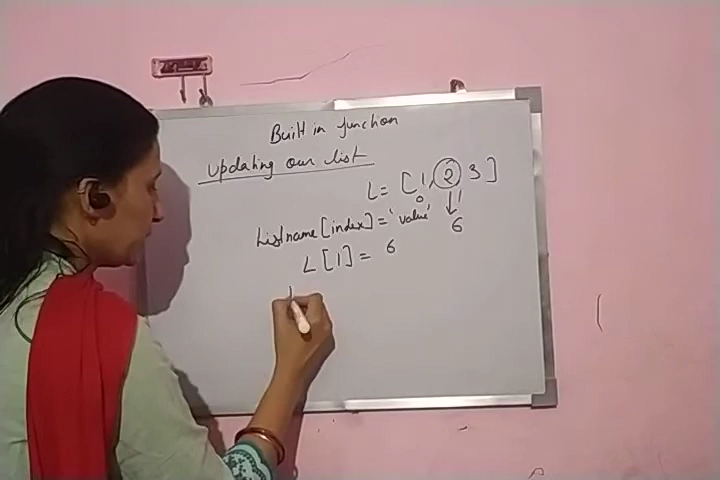 Built in function
Updating our list
L = [1, 2 3]
0 1
Listname[index] = 'value'
6
L[1] = 6